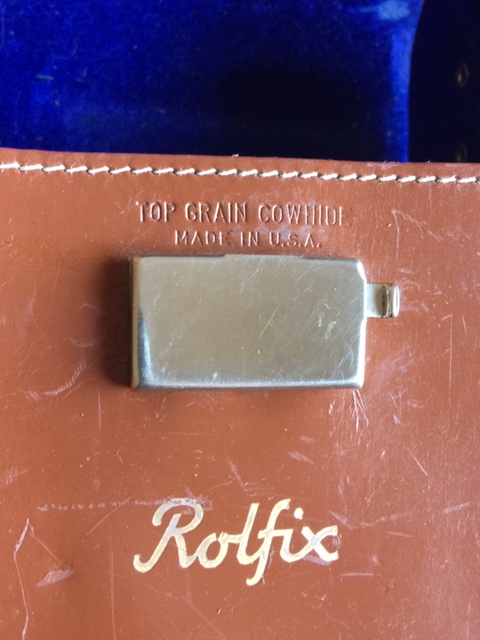 TOP GRAIN COWHIDE
MADE IN U.S.A.
Rolfix